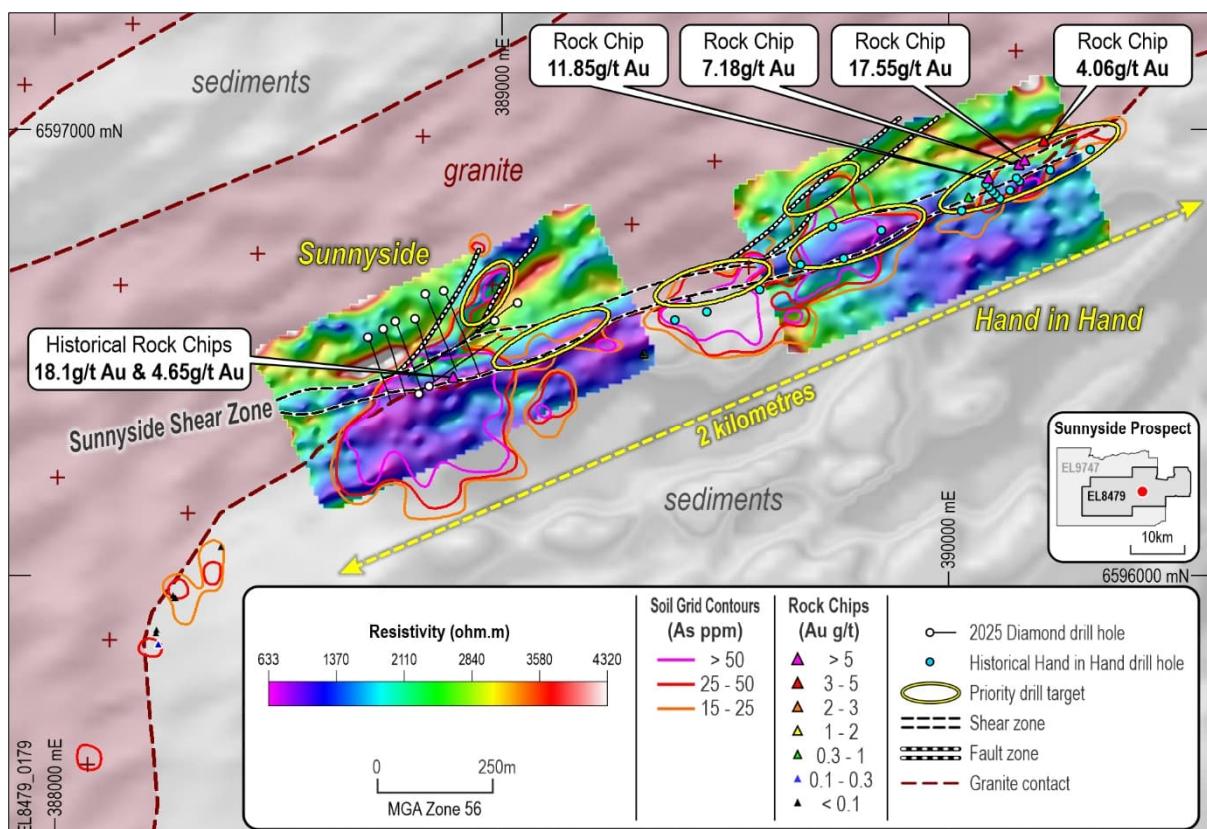 Rock Chip
11.85g/t Au
Rock Chip
7.18g/t Au
Rock Chip
17.55g/t Au
Rock Chip
4.06g/t Au
sediments
389000 mE
6597000 mN
granite
Sunnyside
Historical Rock Chips
18.1g/t Au & 4.65g/t Au
Hand in Hand
Sunnyside Shear Zone
2 kilometres
sediments
Sunnyside Prospect
EL9747
EL8479
10km
390000 mE
6596000 mN
Resistivity (ohm.m)
633 1370 2110 2840 3580 4320
0 250m
MGA Zone 56
Soil Grid Contours
(As ppm)
> 50
25 - 50
15 - 25
Rock Chips
(Au g/t)
> 5
3 - 5
2 - 3
1 - 2
0.3 - 1
0.1 - 0.3
< 0.1
2025 Diamond drill hole
Historical Hand in Hand drill hole
Priority drill target
Shear zone
Fault zone
Granite contact
EL8479_0179
388000 mE